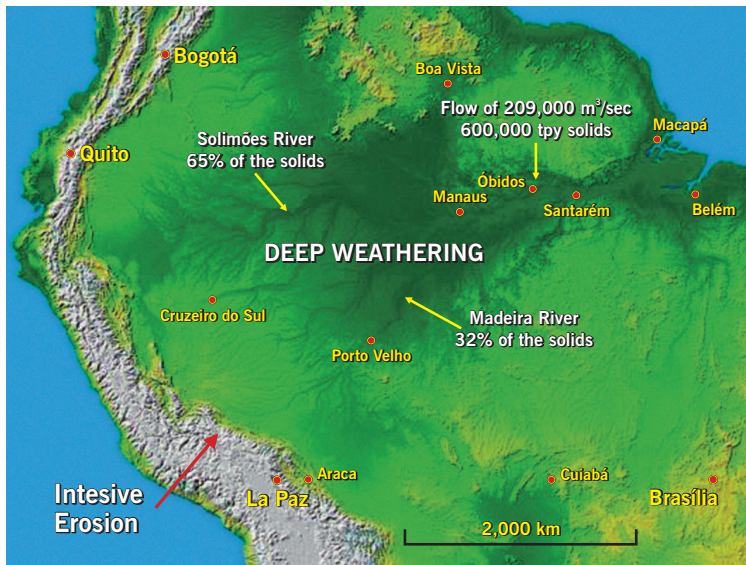 Bogotá
Boa Vista
Flow of 209,000 m³/sec
600,000 tpy solids
Macapá
Solimões River
65% of the solids
Quito
Óbidos
Manaus
Santarém
Belém
DEEP WEATHERING
Cruzeiro do Sul
Madeira River
32% of the solids
Porto Velho
Intesive
Erosion
La Paz
Araca
Cuiabá
Brasília
2,000 km